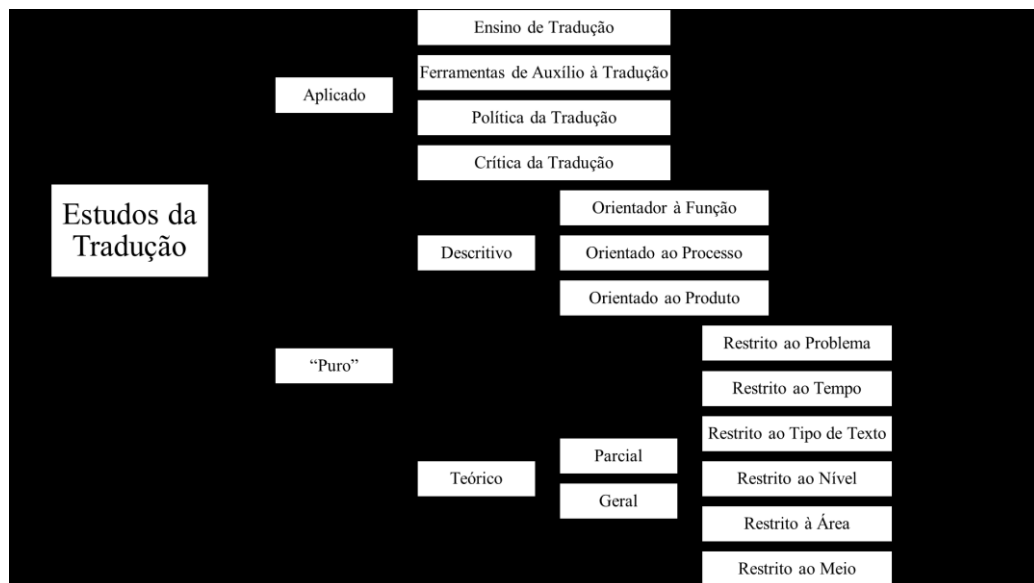 Ensino de Tradução
Ferramentas de Auxílio à Tradução
Aplicado
Política da Tradução
Crítica da Tradução
Estudos da
Tradução
Orientador à Função
Descritivo
Orientado ao Processo
Orientado ao Produto
“Puro”
Restrito ao Problema
Restrito ao Tempo
Restrito ao Tipo de Texto
Parcial
Teórico
Restrito ao Nível
Geral
Restrito à Área
Restrito ao Meio